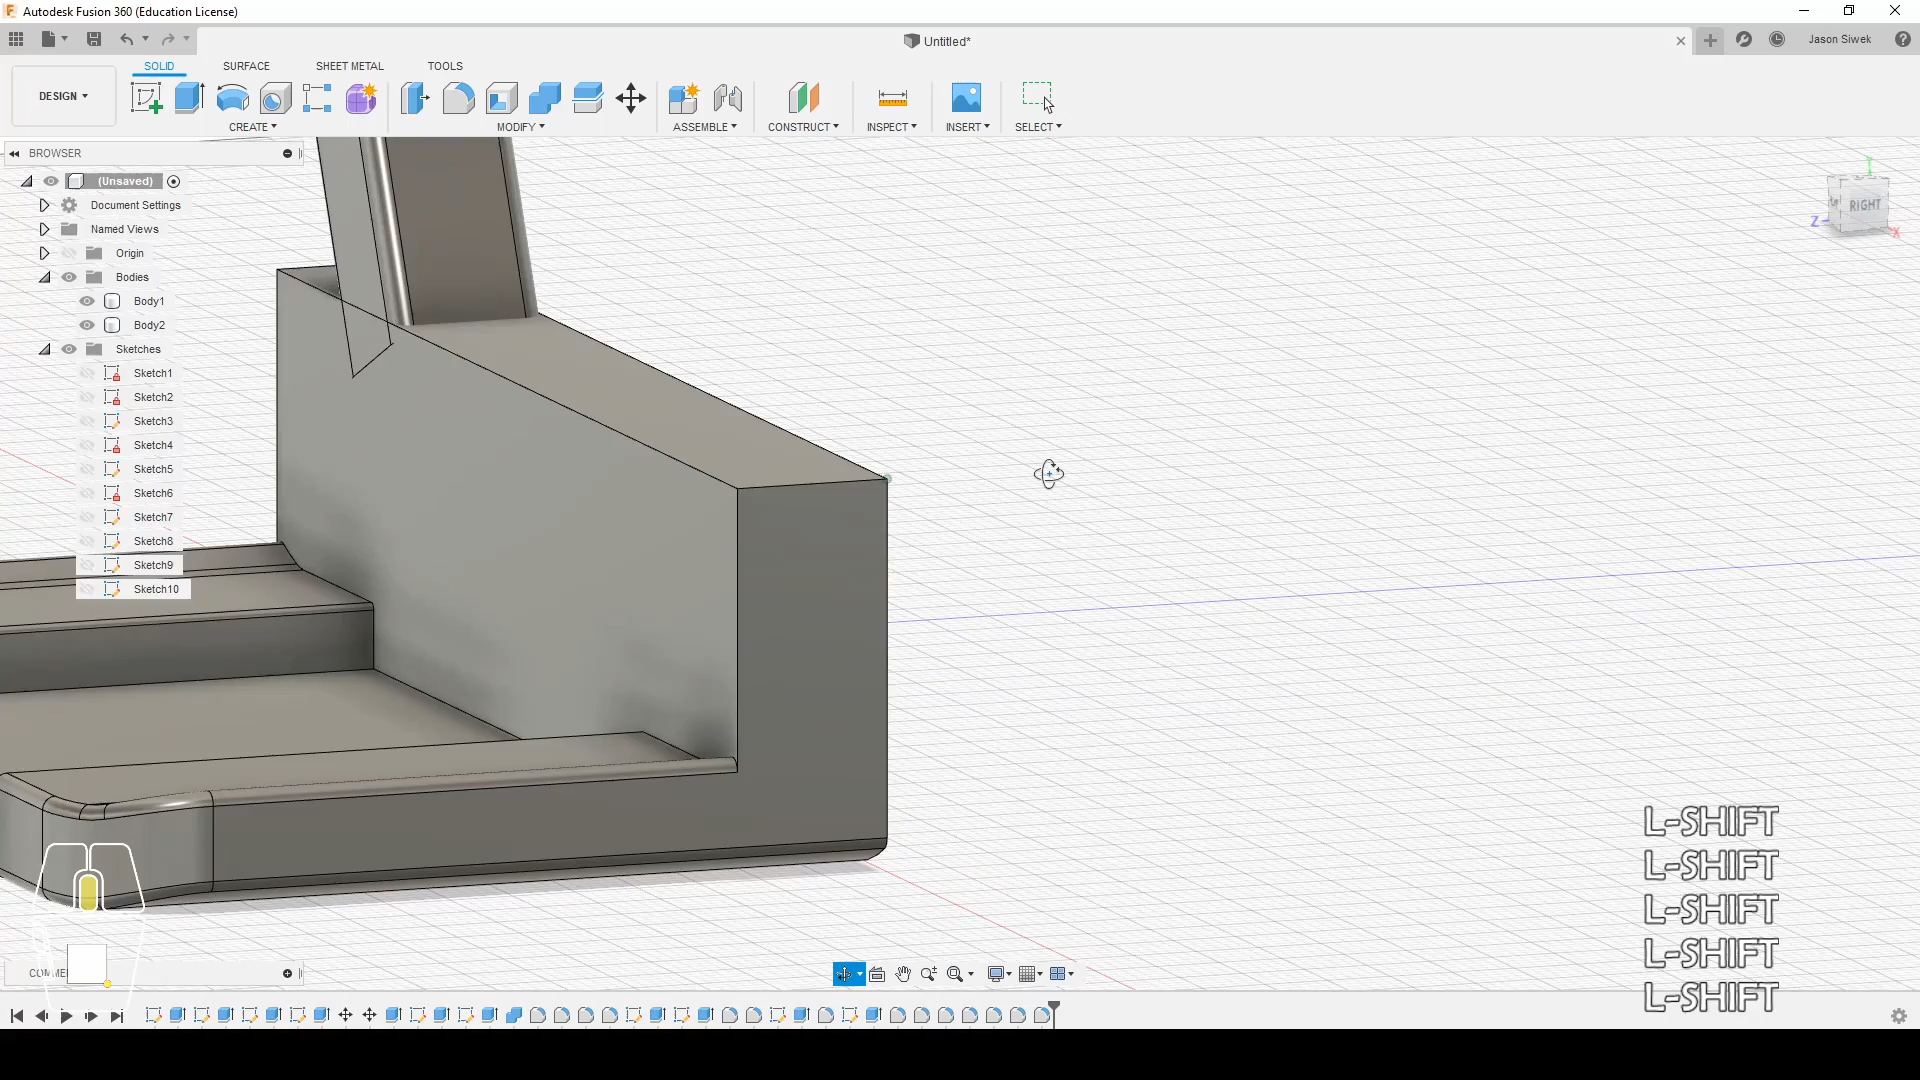 Autodesk Fusion 360 (Education License)
Untitled*
Jason Siwek
DESIGN
SOLID
SURFACE
SHEET METAL
TOOLS
CREATE
MODIFY
ASSEMBLE
CONSTRUCT
INSPECT
INSERT
SELECT
BROWSER
(Unsaved)
Document Settings
Named Views
Origin
Bodies
Body1
Body2
Sketches
Sketch1
Sketch2
Sketch3
Sketch4
Sketch5
Sketch6
Sketch7
Sketch8
Sketch9
Sketch10
Y
RIGHT
Z
X
L-SHIFT
L-SHIFT
L-SHIFT
L-SHIFT
L-SHIFT